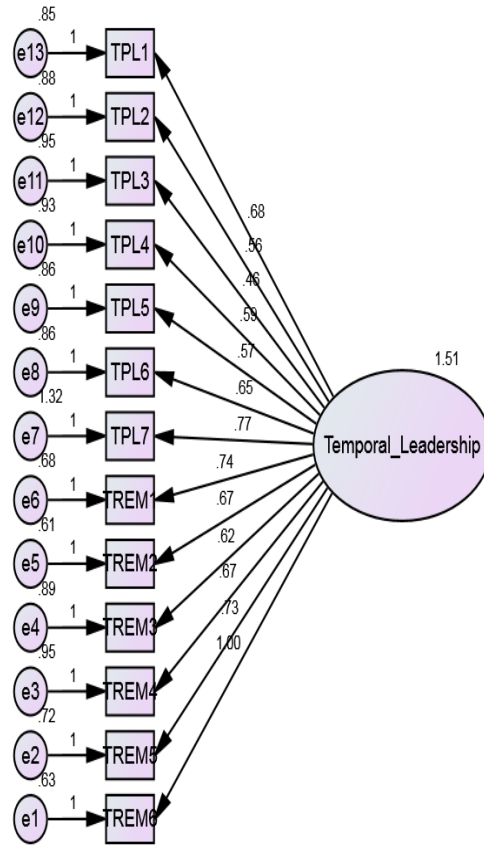 .85
e13 1 TPL1
.88
e12 1 TPL2
.95
e11 1 TPL3
.93
e10 1 TPL4
.86
e9 1 TPL5
.86
e8 1 TPL6
1.32
e7 1 TPL7
.68
e6 1 TREM1
.61
e5 1 TREM2
.89
e4 1 TREM3
.95
e3 1 TREM4
.72
e2 1 TREM5
.63
e1 1 TREM6
.68
.56
.46
.59
.57
.65
.77
.74
.67
.62
.67
.73
1.00
1.51
Temporal_Leadership